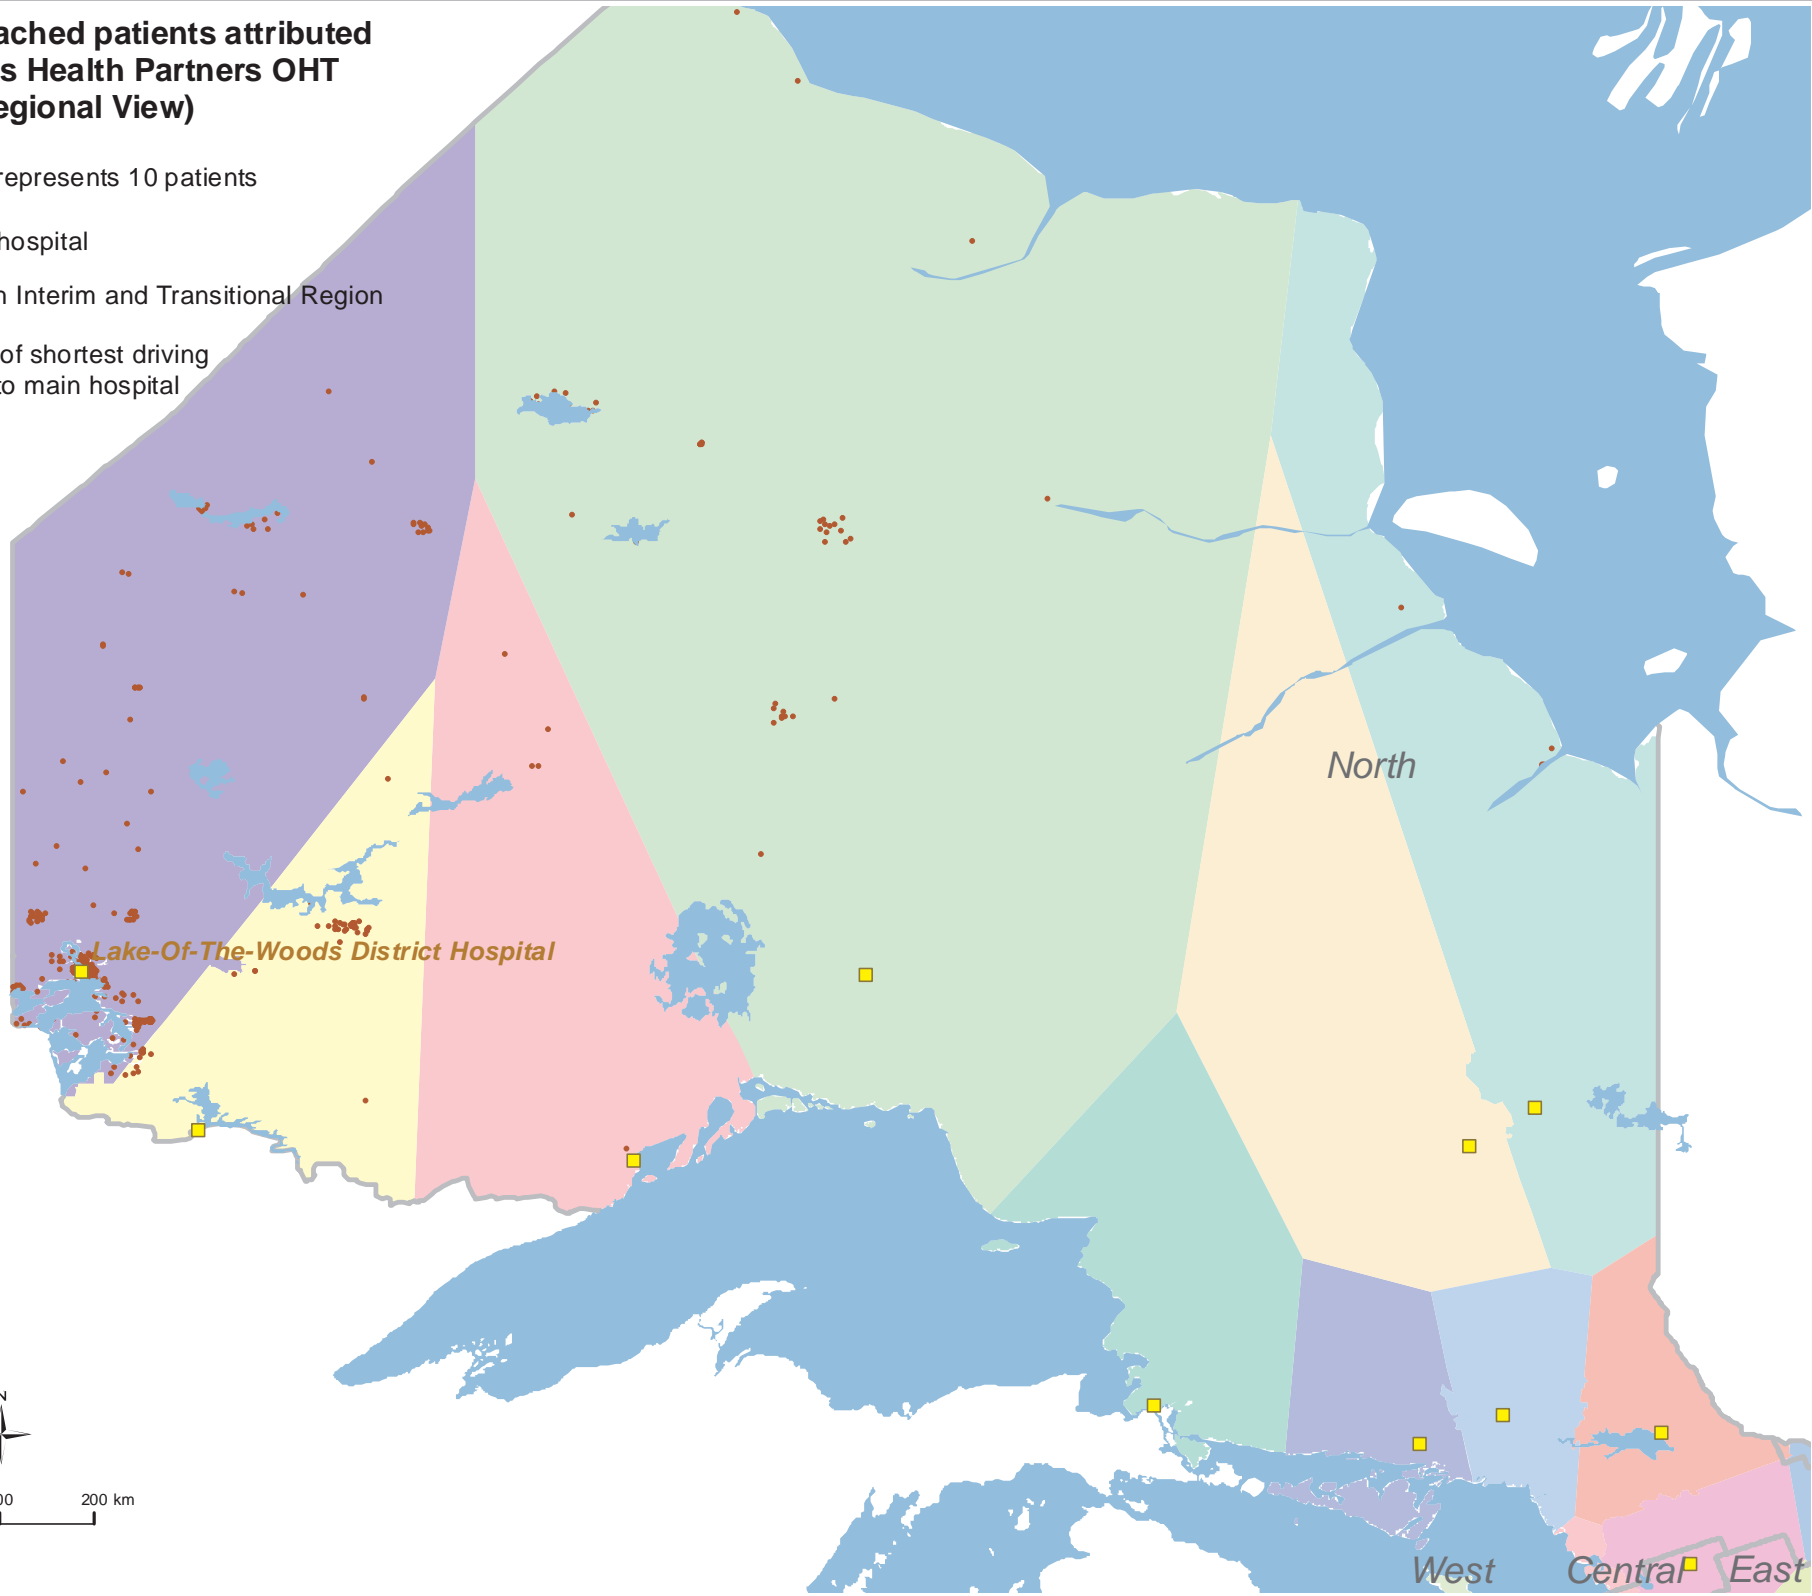 ached patients attributed
s Health Partners OHT
egional View)
represents 10 patients
hospital
n Interim and Transitional Region
of shortest driving
to main hospital
North
Lake-Of-The-Woods District Hospital
N
00 200 km
West Central East